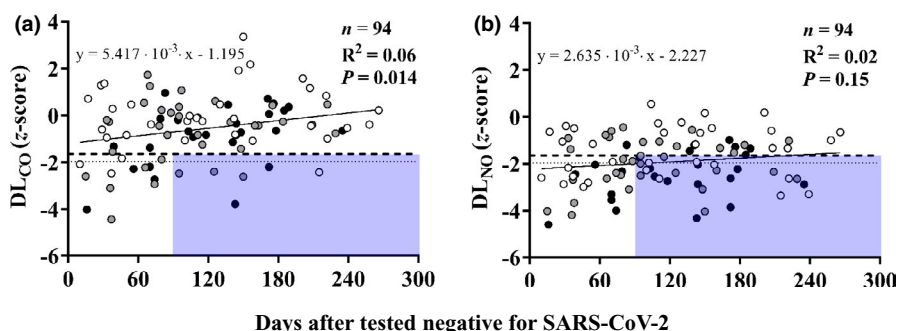 (a)
n = 94
R² = 0.06
P = 0.014
y = 5.417 · 10⁻³ · x - 1.195
DL_CO (z-score)
4
2
0
-2
-4
-6
0 60 120 180 240 300
(b)
n = 94
R² = 0.02
P = 0.15
y = 2.635 · 10⁻³ · x - 2.227
DL_NO (z-score)
4
2
0
-2
-4
-6
0 60 120 180 240 300
Days after tested negative for SARS-CoV-2